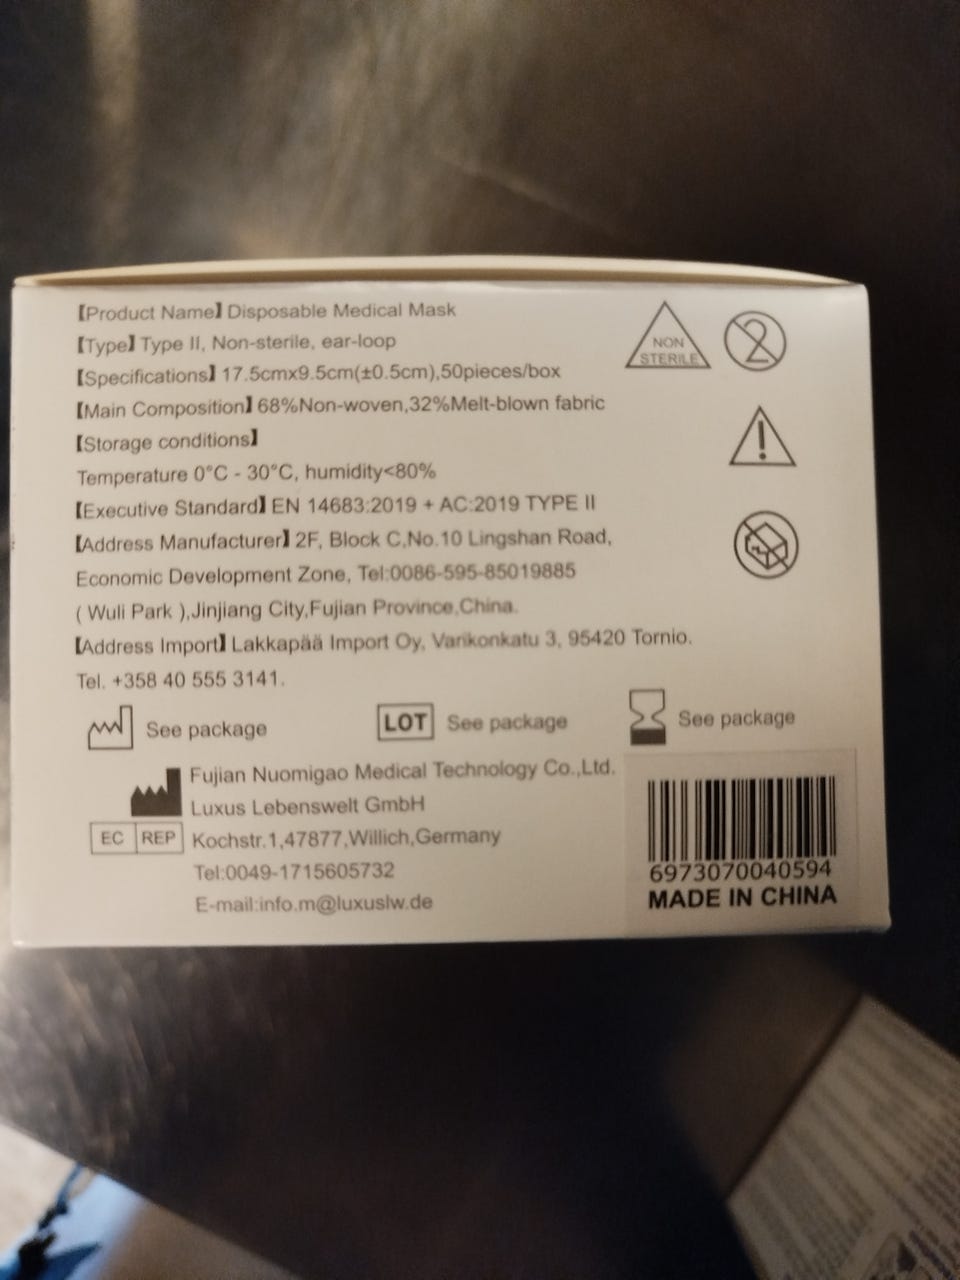 【Product Name】Disposable Medical Mask
【Type】Type II, Non-sterile, ear-loop
【Specifications】17.5cmx9.5cm(±0.5cm),50pieces/box
【Main Composition】68%Non-woven,32%Melt-blown fabric
【Storage conditions】
Temperature 0°C - 30°C, humidity<80%
【Executive Standard】EN 14683:2019 + AC:2019 TYPE II
【Address Manufacturer】2F, Block C,No.10 Lingshan Road,
Economic Development Zone, Tel:0086-595-85019885
( Wuli Park ),Jinjiang City,Fujian Province,China.
【Address Import】Lakkapää Import Oy, Varikonkatu 3, 95420 Tornio.
Tel. +358 40 555 3141.
NON
STERILE
2
!
See package
LOT See package
See package
Fujian Nuomigao Medical Technology Co.,Ltd.
Luxus Lebenswelt GmbH
EC REP Kochstr.1,47877,Willich,Germany
Tel:0049-1715605732
E-mail:info.m@luxuslw.de
6973070040594
MADE IN CHINA